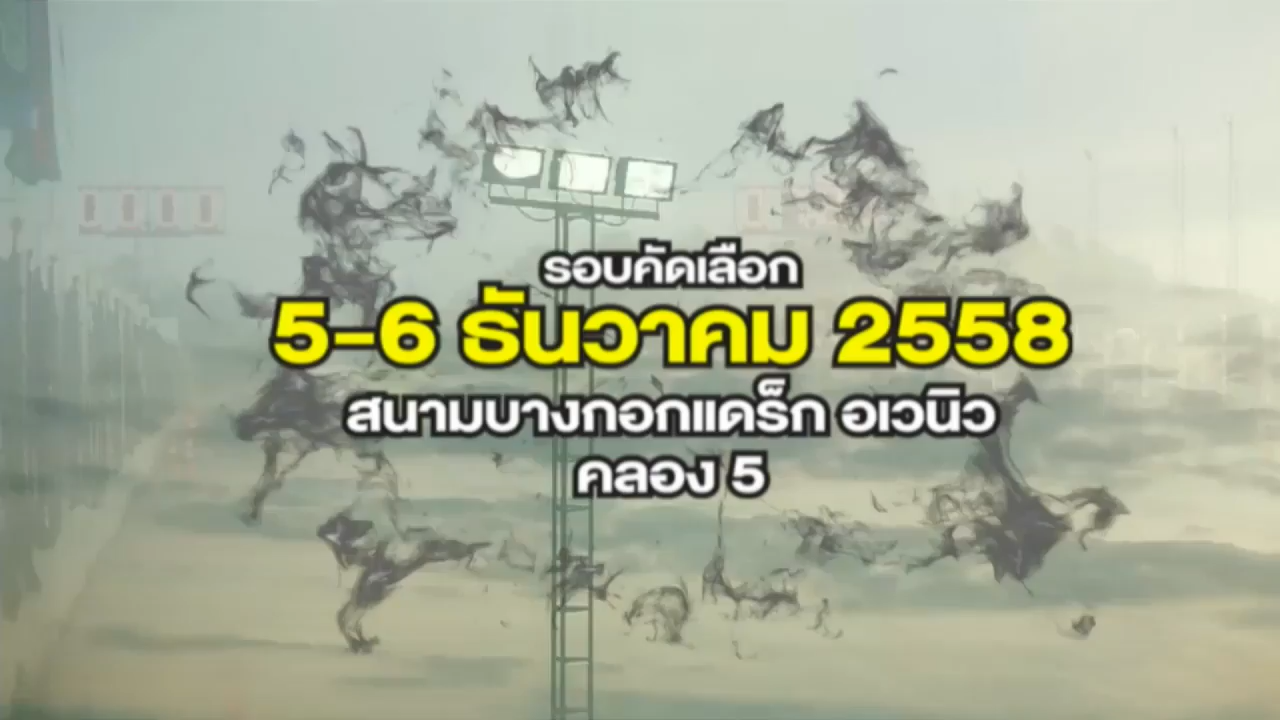 รอบคัดเลือก
5-6 ธันวาคม 2558
สนามบางกอกแดร็ก อเวนิว
คลอง 5